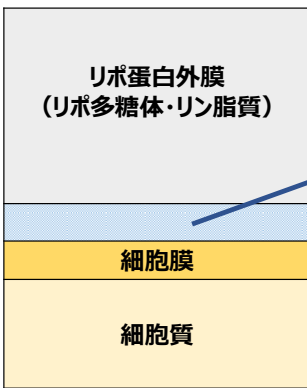 リポ蛋白外膜
（リポ多糖体・リン脂質）
細胞膜
細胞質